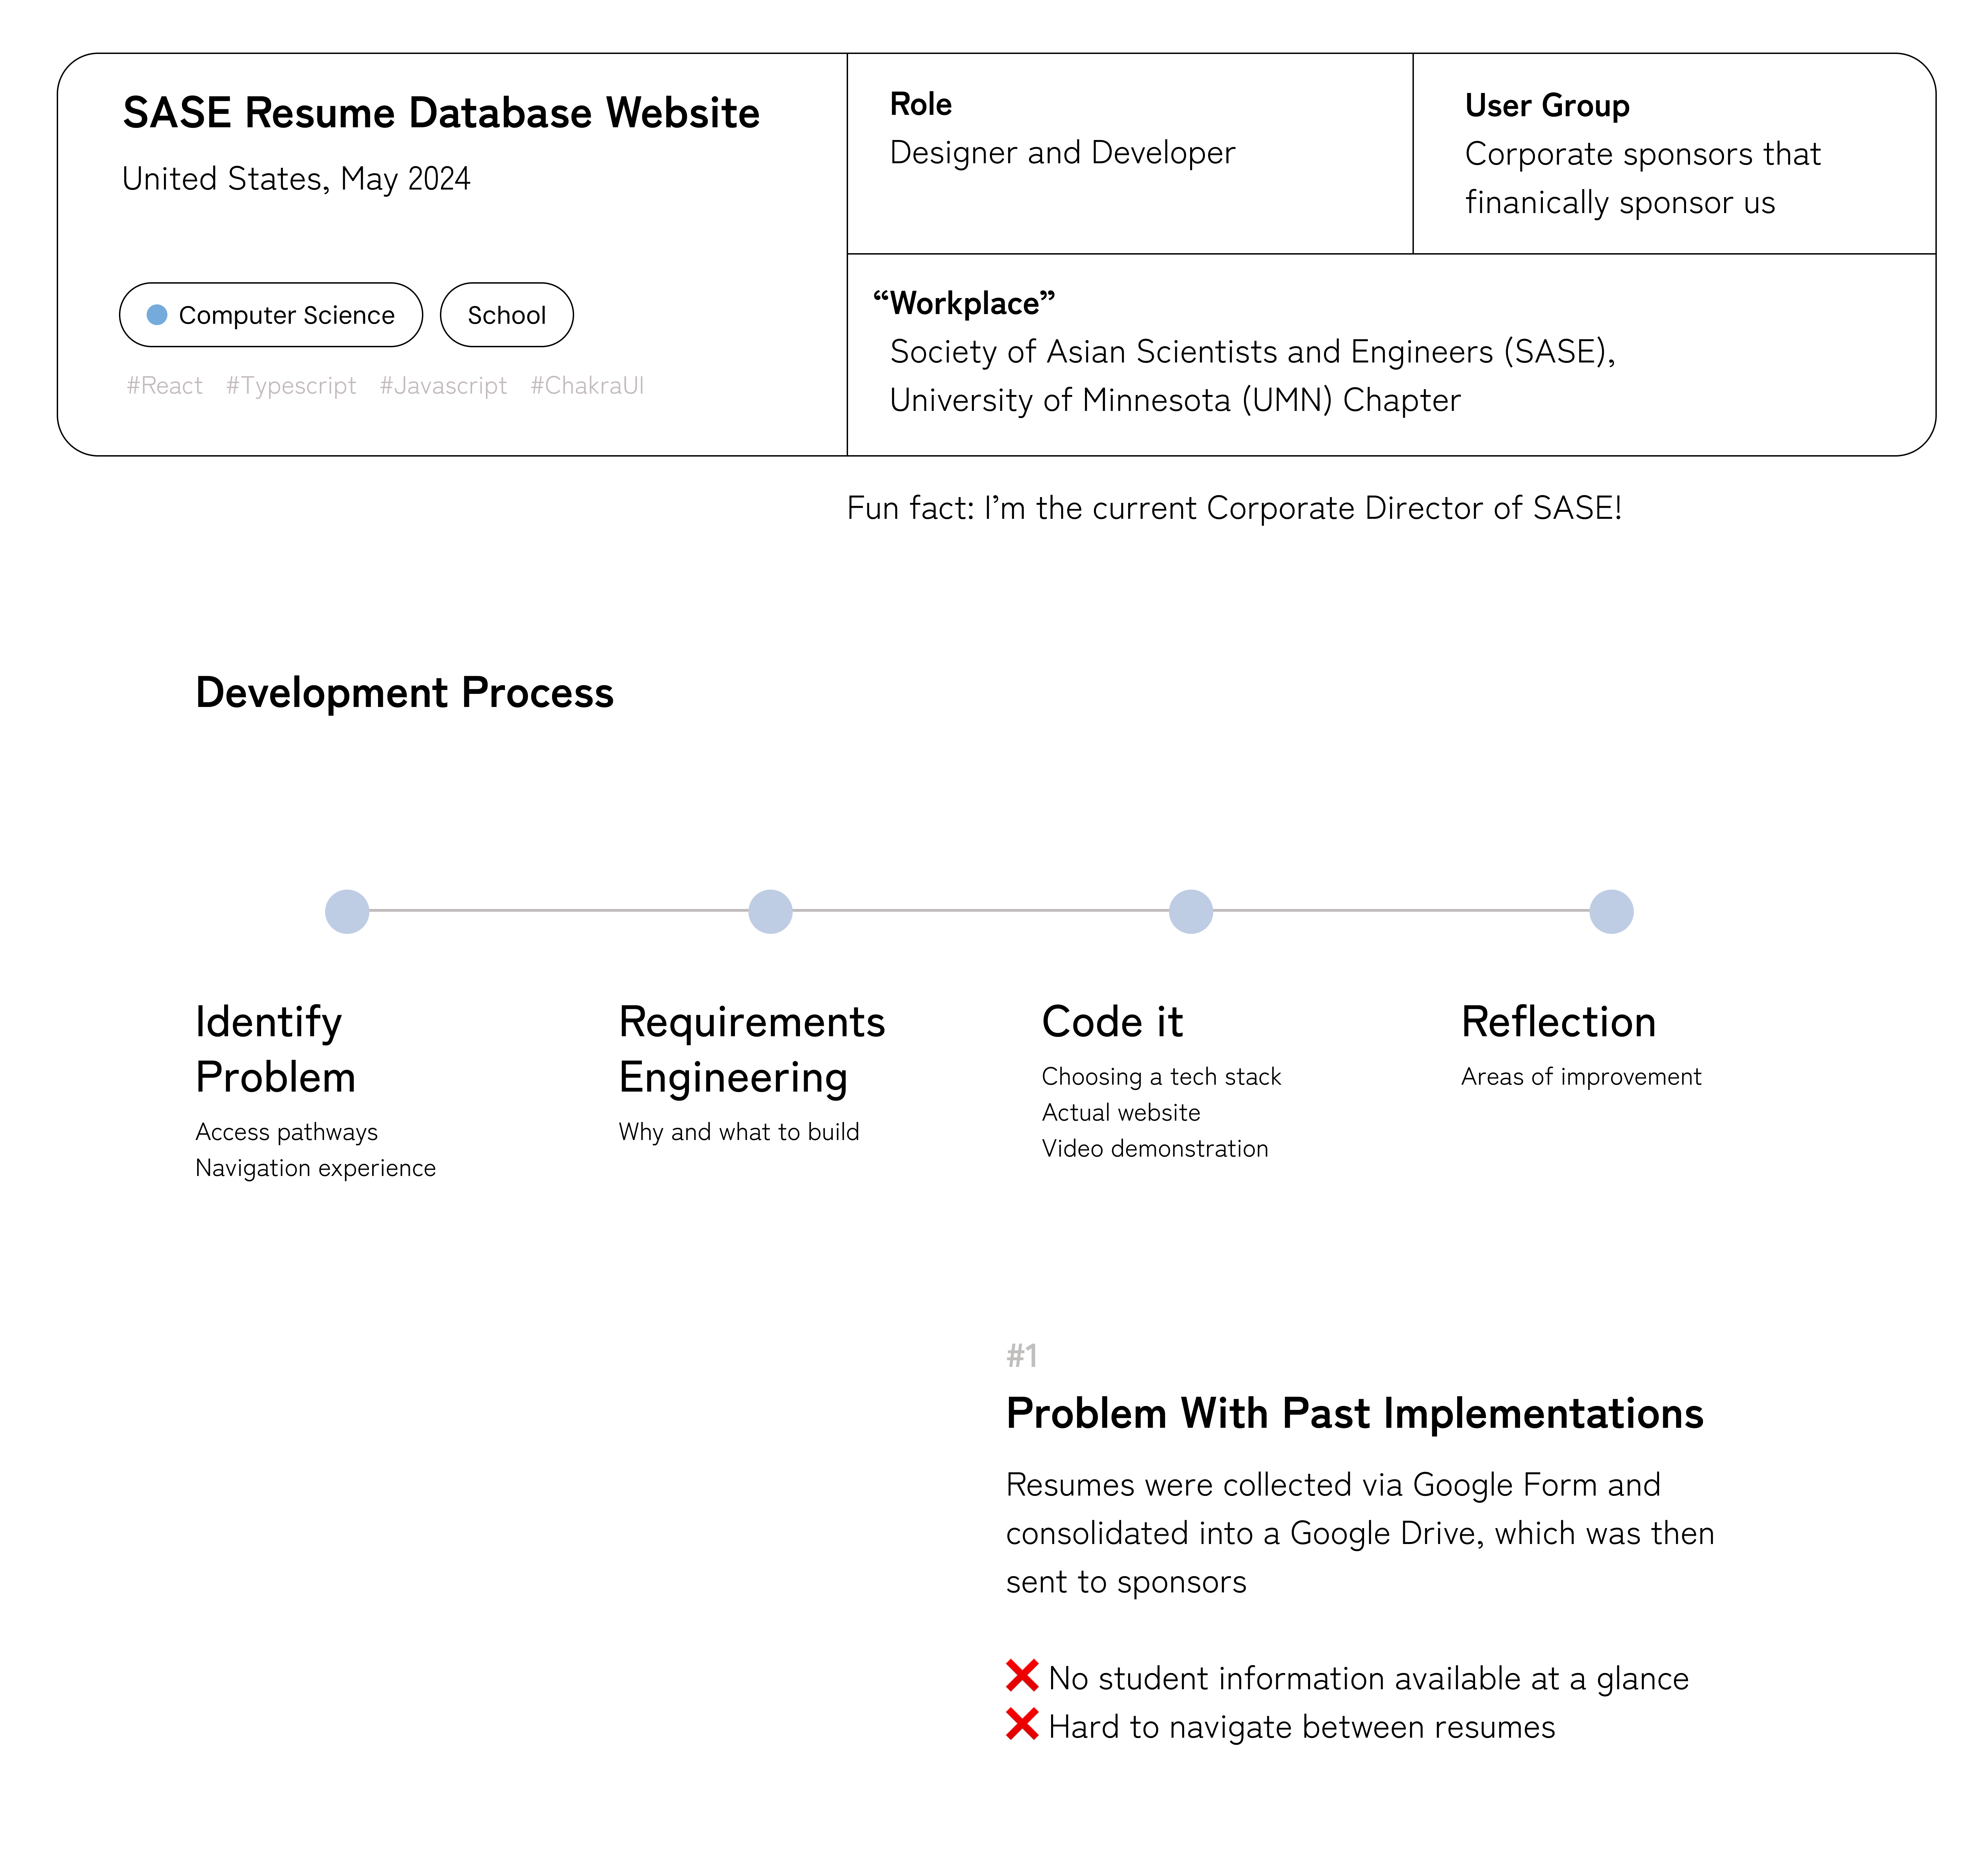 SASE Resume Database Website
United States, May 2024
Computer Science
School
#React #Typescript #Javascript #ChakraUI
Role
Designer and Developer
User Group
Corporate sponsors that
finanically sponsor us
“Workplace”
Society of Asian Scientists and Engineers (SASE),
University of Minnesota (UMN) Chapter
Fun fact: I’m the current Corporate Director of SASE!
Development Process
Identify
Problem
Access pathways
Navigation experience
Requirements
Engineering
Why and what to build
Code it
Choosing a tech stack
Actual website
Video demonstration
Reflection
Areas of improvement
#1
Problem With Past Implementations
Resumes were collected via Google Form and
consolidated into a Google Drive, which was then
sent to sponsors
❌ No student information available at a glance
❌ Hard to navigate between resumes